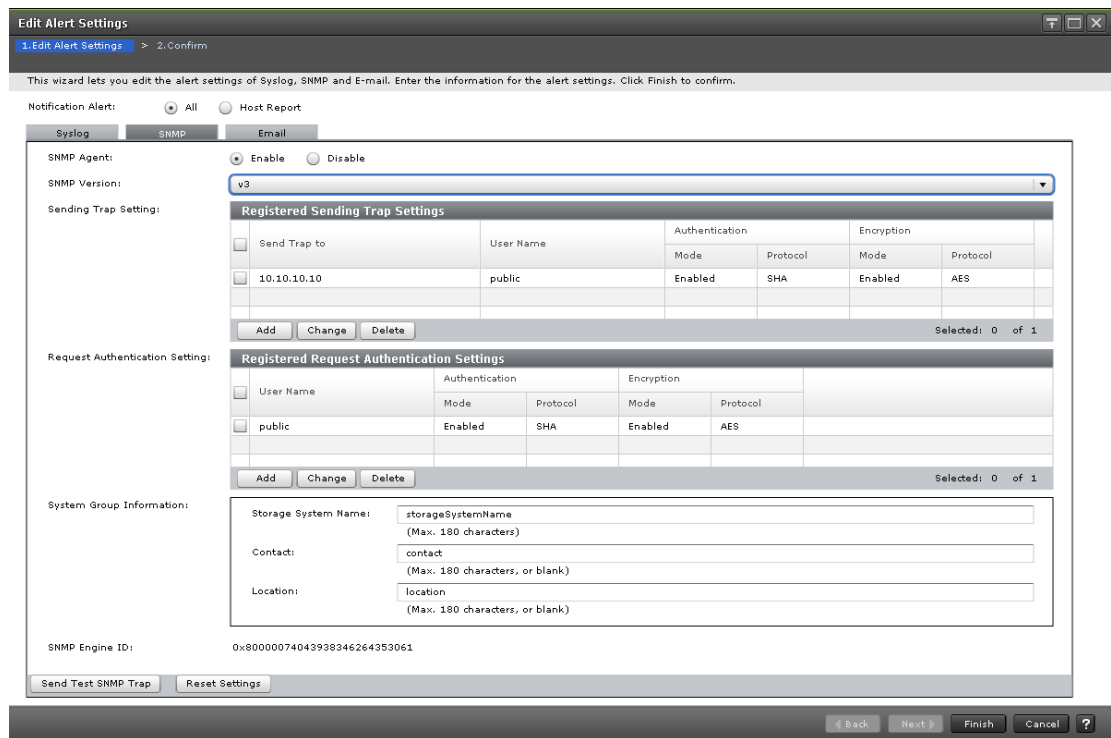 Edit Alert Settings
1.Edit Alert Settings > 2.Confirm
This wizard lets you edit the alert settings of Syslog, SNMP and E-mail. Enter the information for the alert settings. Click Finish to confirm.
Notification Alert: All Host Report
Syslog SNMP Email
SNMP Agent: Enable Disable
SNMP Version: v3
Sending Trap Setting: Registered Sending Trap Settings
Send Trap to User Name Authentication Encryption
Mode Protocol Mode Protocol
10.10.10.10 public Enabled SHA Enabled AES
Add Change Delete Selected: 0 of 1
Request Authentication Setting: Registered Request Authentication Settings
User Name Authentication Encryption
Mode Protocol Mode Protocol
public Enabled SHA Enabled AES
Add Change Delete Selected: 0 of 1
System Group Information:
Storage System Name: storageSystemName
(Max. 180 characters)
Contact: contact
(Max. 180 characters, or blank)
Location: location
(Max. 180 characters, or blank)
SNMP Engine ID: 0x80000074043938346264353061
Send Test SNMP Trap Reset Settings
Back Next Finish Cancel ?